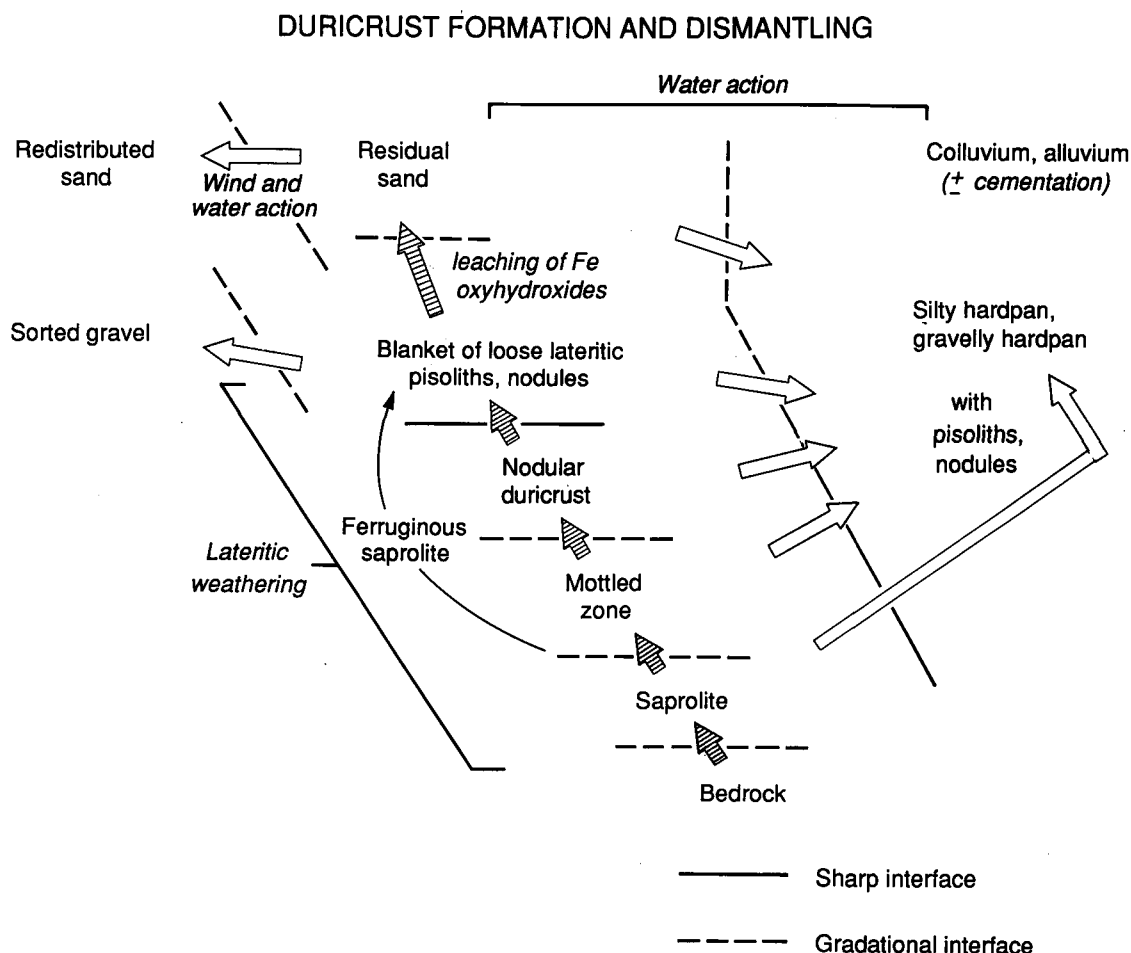 DURICRUST FORMATION AND DISMANTLING
Water action
Redistributed
sand
Wind and
water action
Residual
sand
Colluvium, alluvium
(± cementation)
leaching of Fe
oxyhydroxides
Sorted gravel
Silty hardpan,
gravelly hardpan
Blanket of loose lateritic
pisoliths, nodules
with
pisoliths,
nodules
Nodular
duricrust
Ferruginous
saprolite
Lateritic
weathering
Mottled
zone
Saprolite
Bedrock
Sharp interface
Gradational interface